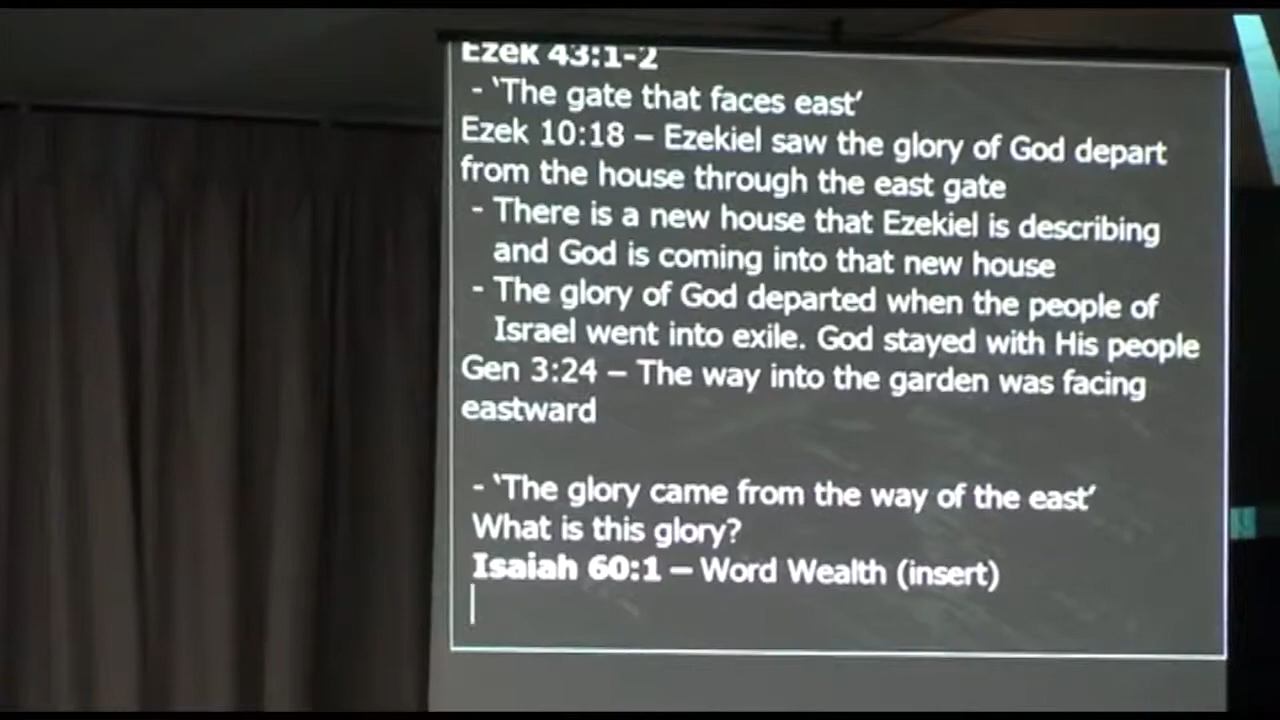 Ezek 43:1-2
- ‘The gate that faces east’
Ezek 10:18 – Ezekiel saw the glory of God depart
from the house through the east gate
- There is a new house that Ezekiel is describing
and God is coming into that new house
- The glory of God departed when the people of
Israel went into exile. God stayed with His people
Gen 3:24 – The way into the garden was facing
eastward
- ‘The glory came from the way of the east’
What is this glory?
Isaiah 60:1 – Word Wealth (insert)